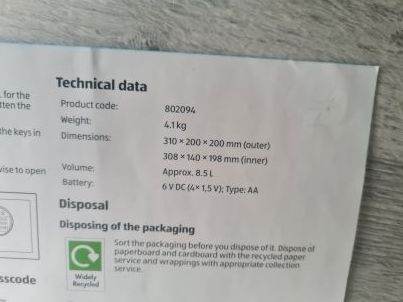 for the
tten the
the keys in
vise to open
sscode
Technical data
Product code: 802094
Weight: 4.1 kg
Dimensions: 310 × 200 × 200 mm (outer)
308 × 140 × 198 mm (inner)
Volume: Approx. 8.5 L
Battery: 6 V DC (4× 1,5 V); Type: AA
Disposal
Disposing of the packaging
Sort the packaging before you dispose of it. Dispose of
paperboard and cardboard with the recycled paper
service and wrappings with appropriate collection
service.
Widely
Recycled